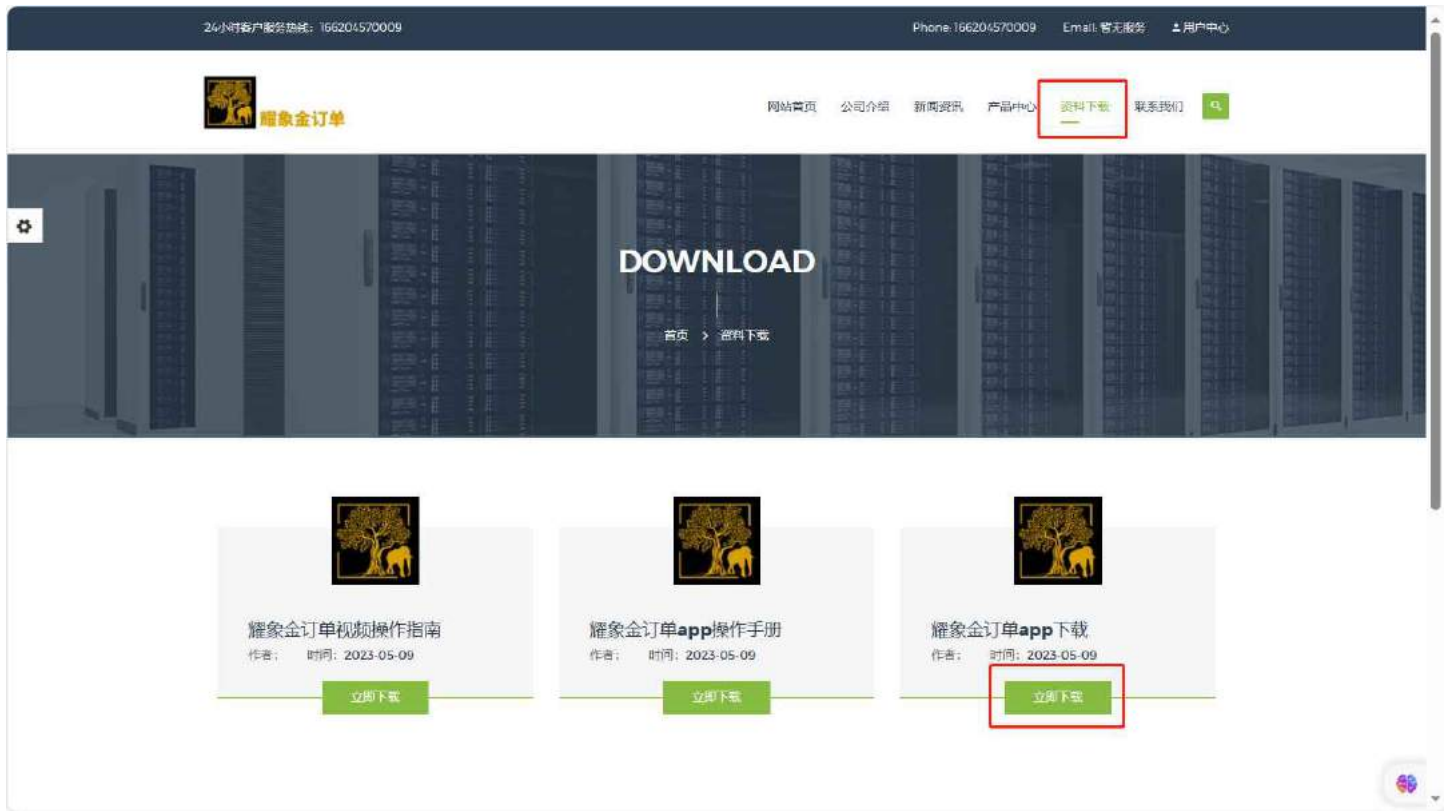 24小时客户服务热线：166204570009
Phone:166204570009 Email: 暂无服务 用户中心
耀象金订单
网站首页 公司介绍 新闻资讯 产品中心 资料下载 联系我们
DOWNLOAD
首页 > 资料下载
耀象金订单视频操作指南
作者： 时间：2023-05-09
立即下载
耀象金订单app操作手册
作者： 时间：2023-05-09
立即下载
耀象金订单app下载
作者： 时间：2023-05-09
立即下载